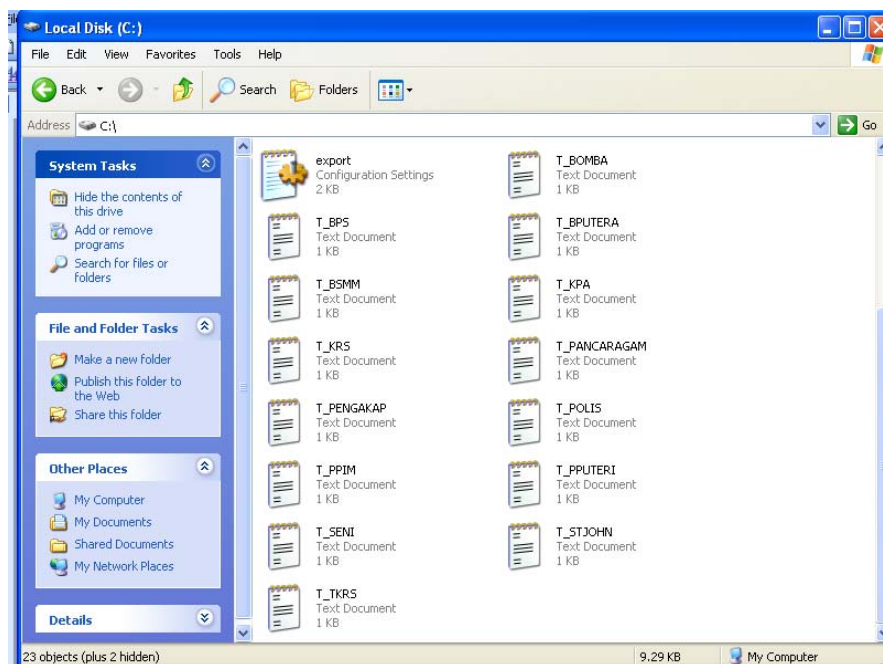 Local Disk (C:)
File Edit View Favorites Tools Help
Back Search Folders
Address C:\ Go
System Tasks
Hide the contents of
this drive
Add or remove
programs
Search for files or
folders
File and Folder Tasks
Make a new folder
Publish this folder to
the Web
Share this folder
Other Places
My Computer
My Documents
Shared Documents
My Network Places
Details
export
Configuration Settings
2 KB
T_BOMBA
Text Document
1 KB
T_BPS
Text Document
1 KB
T_BPUTERA
Text Document
1 KB
T_BSMM
Text Document
1 KB
T_KPA
Text Document
1 KB
T_KRS
Text Document
1 KB
T_PANCARAGAM
Text Document
1 KB
T_PENGAKAP
Text Document
1 KB
T_POLIS
Text Document
1 KB
T_PPIM
Text Document
1 KB
T_PPUTERI
Text Document
1 KB
T_SENI
Text Document
1 KB
T_STJOHN
Text Document
1 KB
T_TKRS
Text Document
1 KB
23 objects (plus 2 hidden) 9.29 KB My Computer